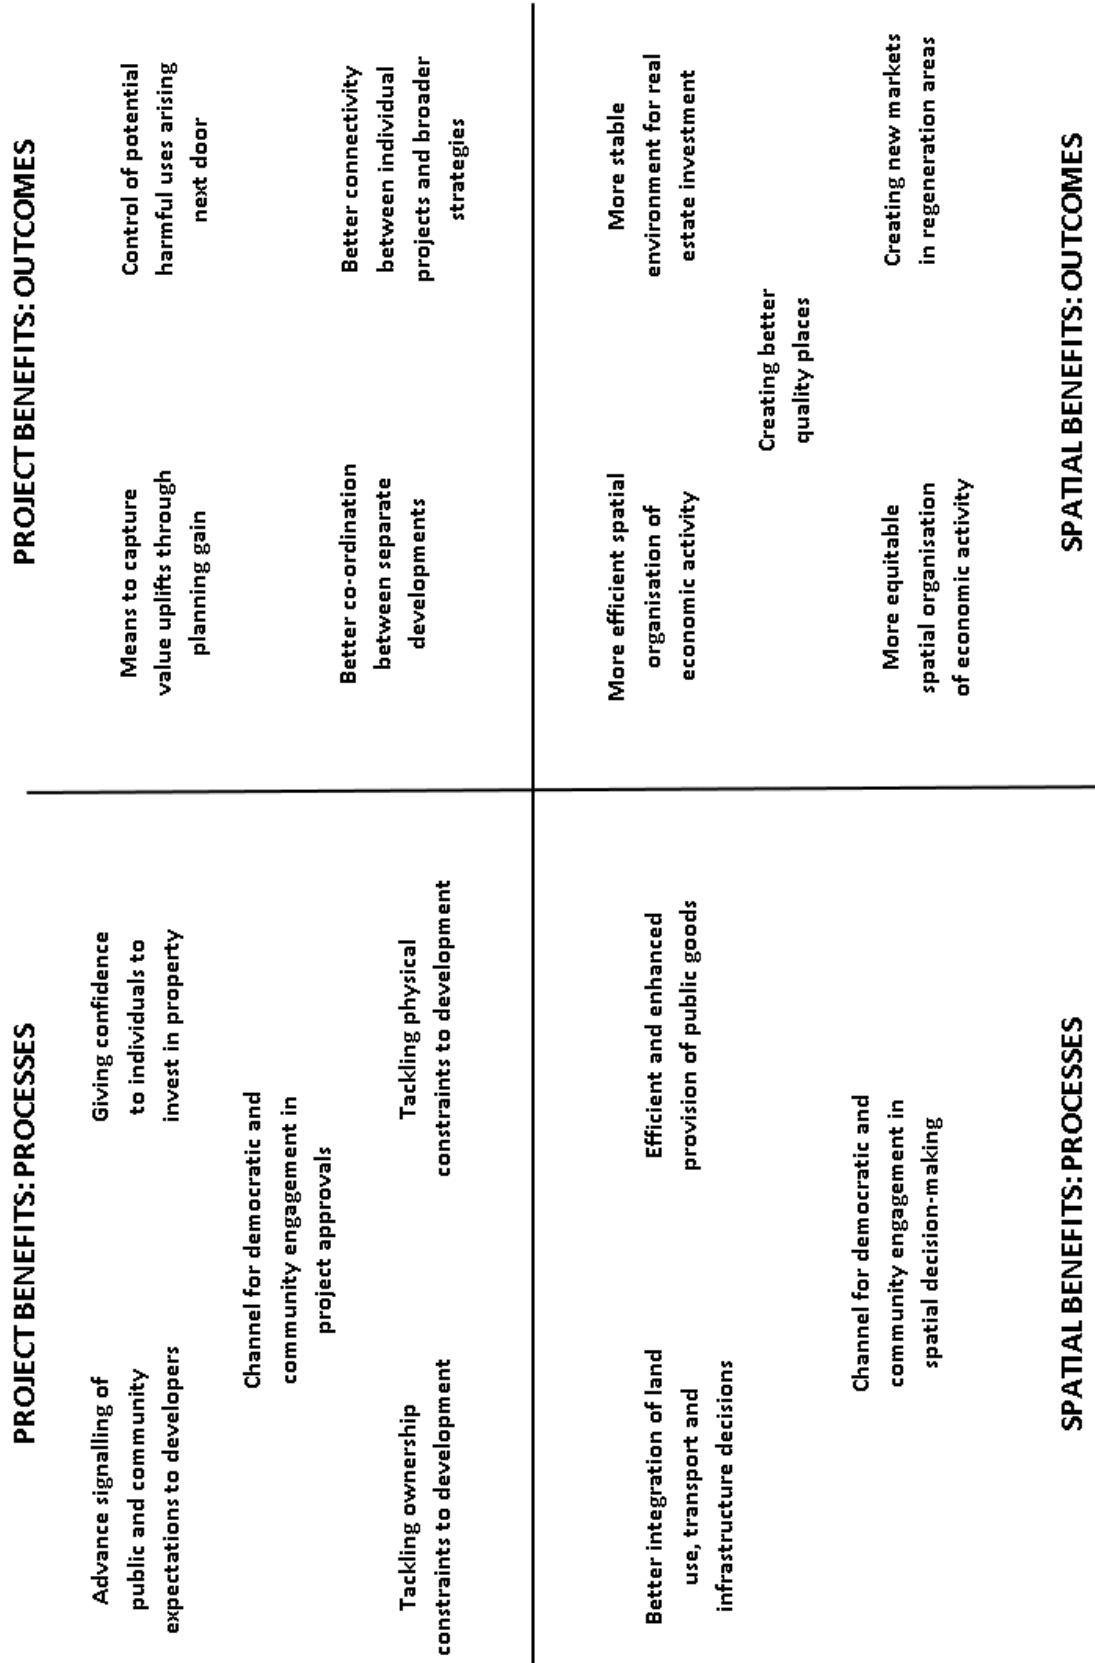 PROJECT BENEFITS: PROCESSES
Advance signalling of
public and community
expectations to developers
Giving confidence
to individuals to
invest in property
Channel for democratic and
community engagement in
project approvals
Tackling ownership
constraints to development
Tackling physical
constraints to development
PROJECT BENEFITS: OUTCOMES
Means to capture
value uplifts through
planning gain
Control of potential
harmful uses arising
next door
Better co-ordination
between separate
developments
Better connectivity
between individual
projects and broader
strategies
Better integration of land
use, transport and
infrastructure decisions
Efficient and enhanced
provision of public goods
Channel for democratic and
community engagement in
spatial decision-making
SPATIAL BENEFITS: PROCESSES
More efficient spatial
organisation of
economic activity
More stable
environment for real
estate investment
Creating better
quality places
More equitable
spatial organisation
of economic activity
Creating new markets
in regeneration areas
SPATIAL BENEFITS: OUTCOMES